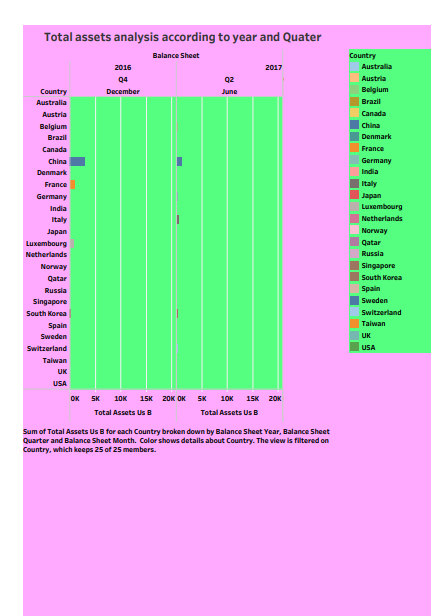 Total assets analysis according to year and Quater
Balance Sheet
2016
2017
Q4
Q2
Country
December
June
Australia
Austria
Belgium
Brazil
Canada
China
Denmark
France
Germany
India
Italy
Japan
Luxembourg
Netherlands
Norway
Qatar
Russia
Singapore
South Korea
Spain
Sweden
Switzerland
Taiwan
UK
USA
0K 5K 10K 15K 20K 0K 5K 10K 15K 20K
Total Assets Us B
Total Assets Us B
Sum of Total Assets Us B for each Country broken down by Balance Sheet Year, Balance Sheet
Quarter and Balance Sheet Month. Color shows details about Country. The view is filtered on
Country, which keeps 25 of 25 members.
Country
Australia
Austria
Belgium
Brazil
Canada
China
Denmark
France
Germany
India
Italy
Japan
Luxembourg
Netherlands
Norway
Qatar
Russia
Singapore
South Korea
Spain
Sweden
Switzerland
Taiwan
UK
USA